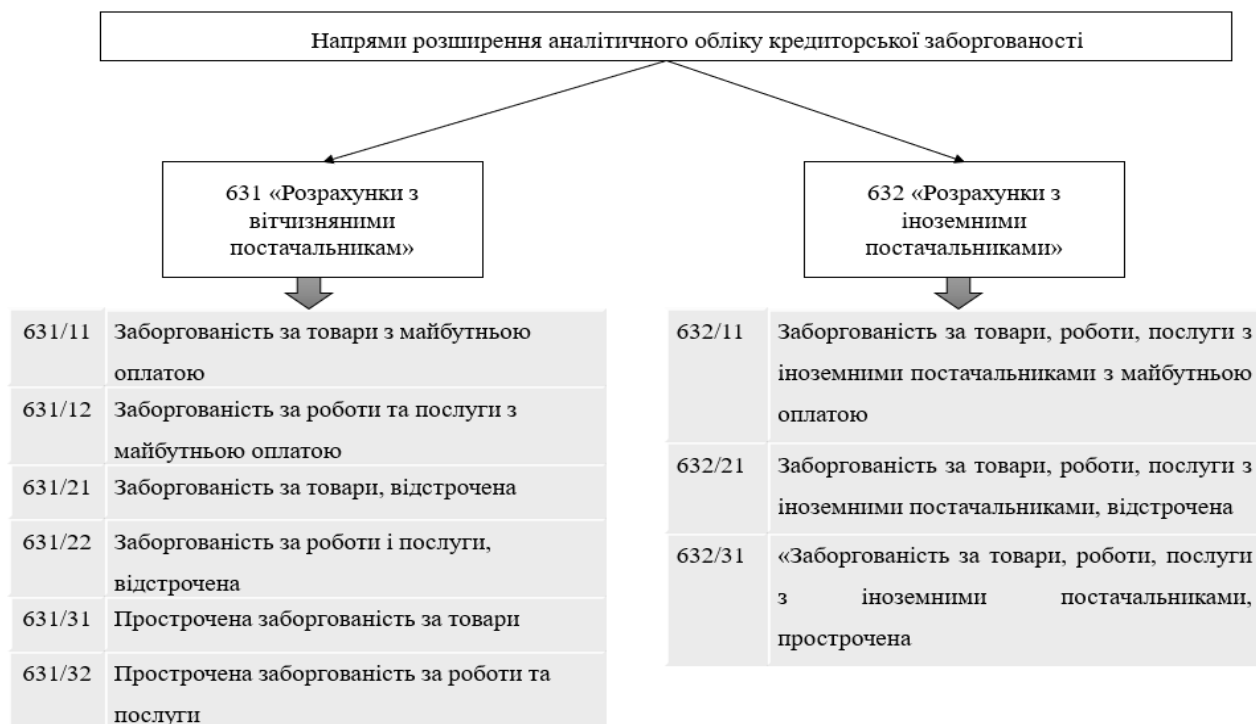 Напрями розширення аналітичного обліку кредиторської заборгованості
631 «Розрахунки з
вітчизняними
постачальникам»
632 «Розрахунки з
іноземними
постачальниками»
631/11 Заборгованість за товари з майбутньою
оплатою
631/12 Заборгованість за роботи та послуги з
майбутньою оплатою
631/21 Заборгованість за товари, відстрочена
631/22 Заборгованість за роботи і послуги,
відстрочена
631/31 Прострочена заборгованість за товари
631/32 Прострочена заборгованість за роботи та
послуги
632/11 Заборгованість за товари, роботи, послуги з
іноземними постачальниками з майбутньою
оплатою
632/21 Заборгованість за товари, роботи, послуги з
іноземними постачальниками, відстрочена
632/31 «Заборгованість за товари, роботи, послуги
з іноземними постачальниками,
прострочена